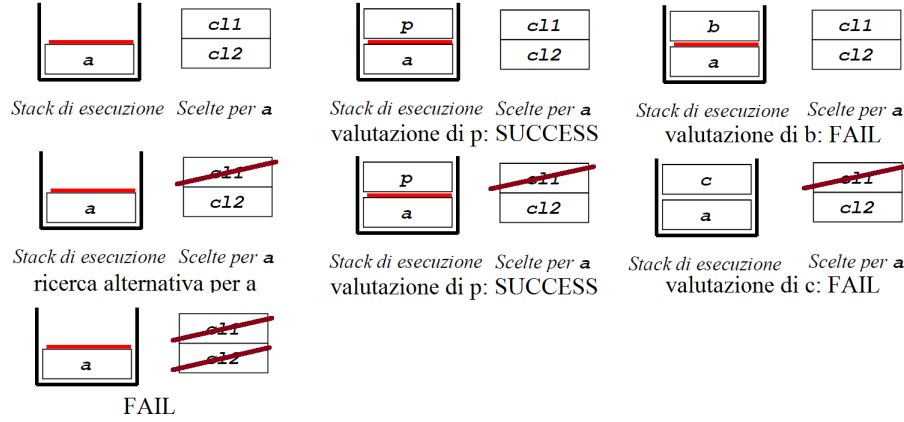 cl1
cl2
a
Stack di esecuzione Scelte per a
p
cl1
cl2
a
Stack di esecuzione Scelte per a
valutazione di p: SUCCESS
b
cl1
cl2
a
Stack di esecuzione Scelte per a
valutazione di b: FAIL
cl1
cl2
a
Stack di esecuzione Scelte per a
ricerca alternativa per a
p
cl1
cl2
a
Stack di esecuzione Scelte per a
valutazione di p: SUCCESS
c
cl1
cl2
a
Stack di esecuzione Scelte per a
valutazione di c: FAIL
cl1
cl2
a
FAIL